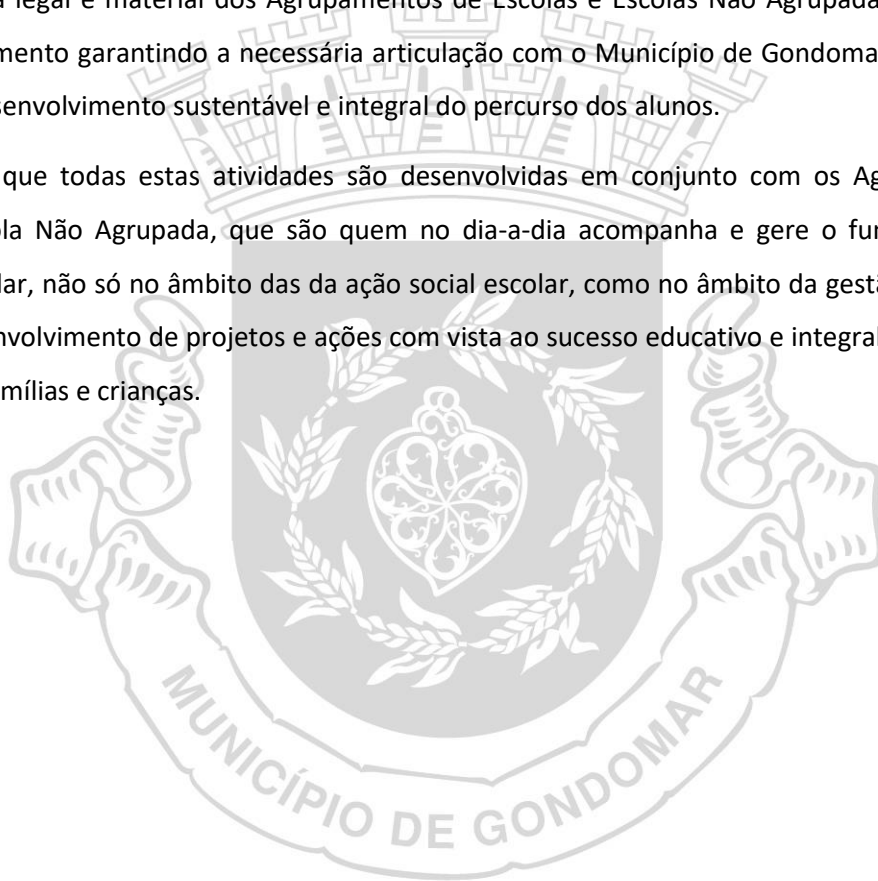 legal e material dos Agrupamentos de Escolas e Escolas Não Agrupada
mento garantindo a necessária articulação com o Município de Gondoma
senvolvimento sustentável e integral do percurso dos alunos.
que todas estas atividades são desenvolvidas em conjunto com os Ag
la Não Agrupada, que são quem no dia-a-dia acompanha e gere o fu
lar, não só no âmbito das da ação social escolar, como no âmbito da gest
nvolvimento de projetos e ações com vista ao sucesso educativo e integral
mílias e crianças.
MUNICÍPIO DE GONDOMAR